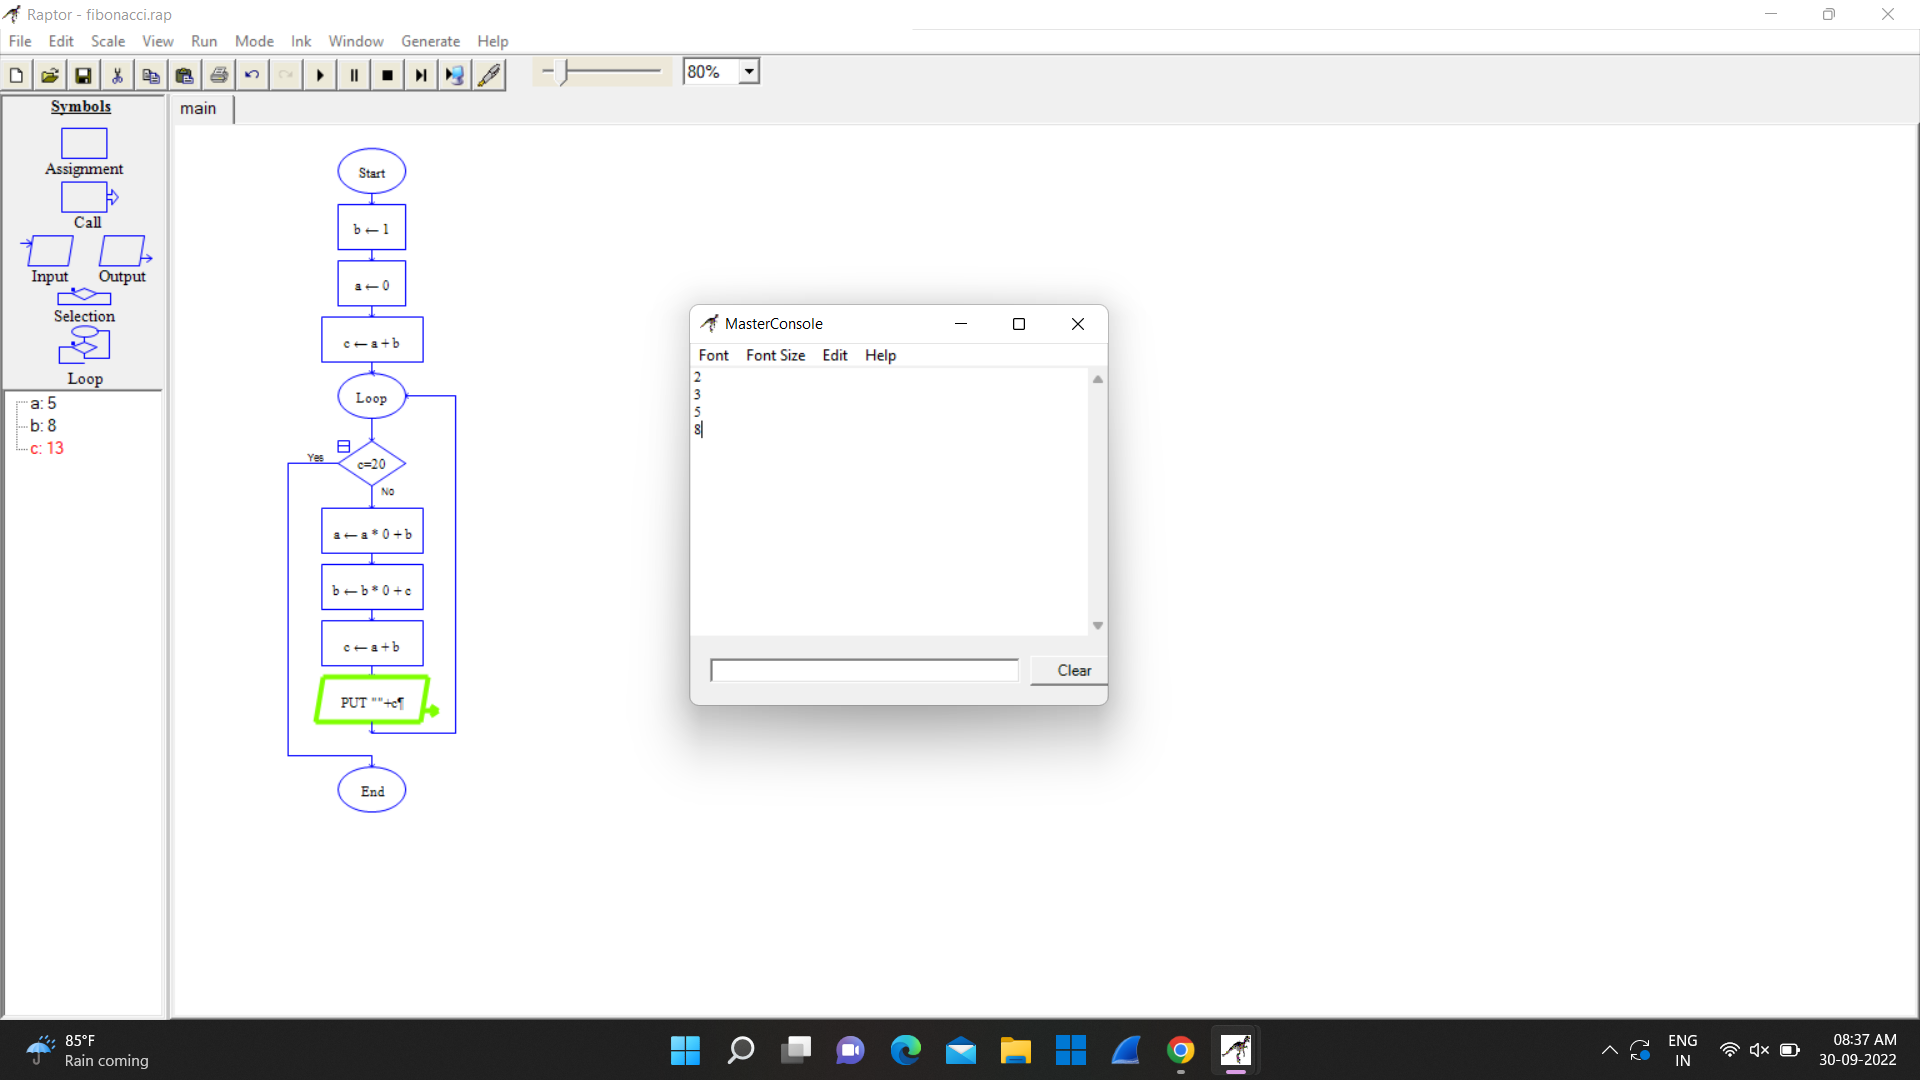 Raptor - fibonacci.rap
File Edit Scale View Run Mode Ink Window Generate Help
80%
Symbols
Assignment
Call
Input Output
Selection
Loop
a: 5
b: 8
c: 13
main
Start
b ← 1
a ← 0
c ← a + b
Loop
Yes
c=20
No
a ← a * 0 + b
b ← b * 0 + c
c ← a + b
PUT ""+c¶
End
MasterConsole
Font Font Size Edit Help
2
3
5
8
Clear
85°F
Rain coming
ENG
IN
08:37 AM
30-09-2022